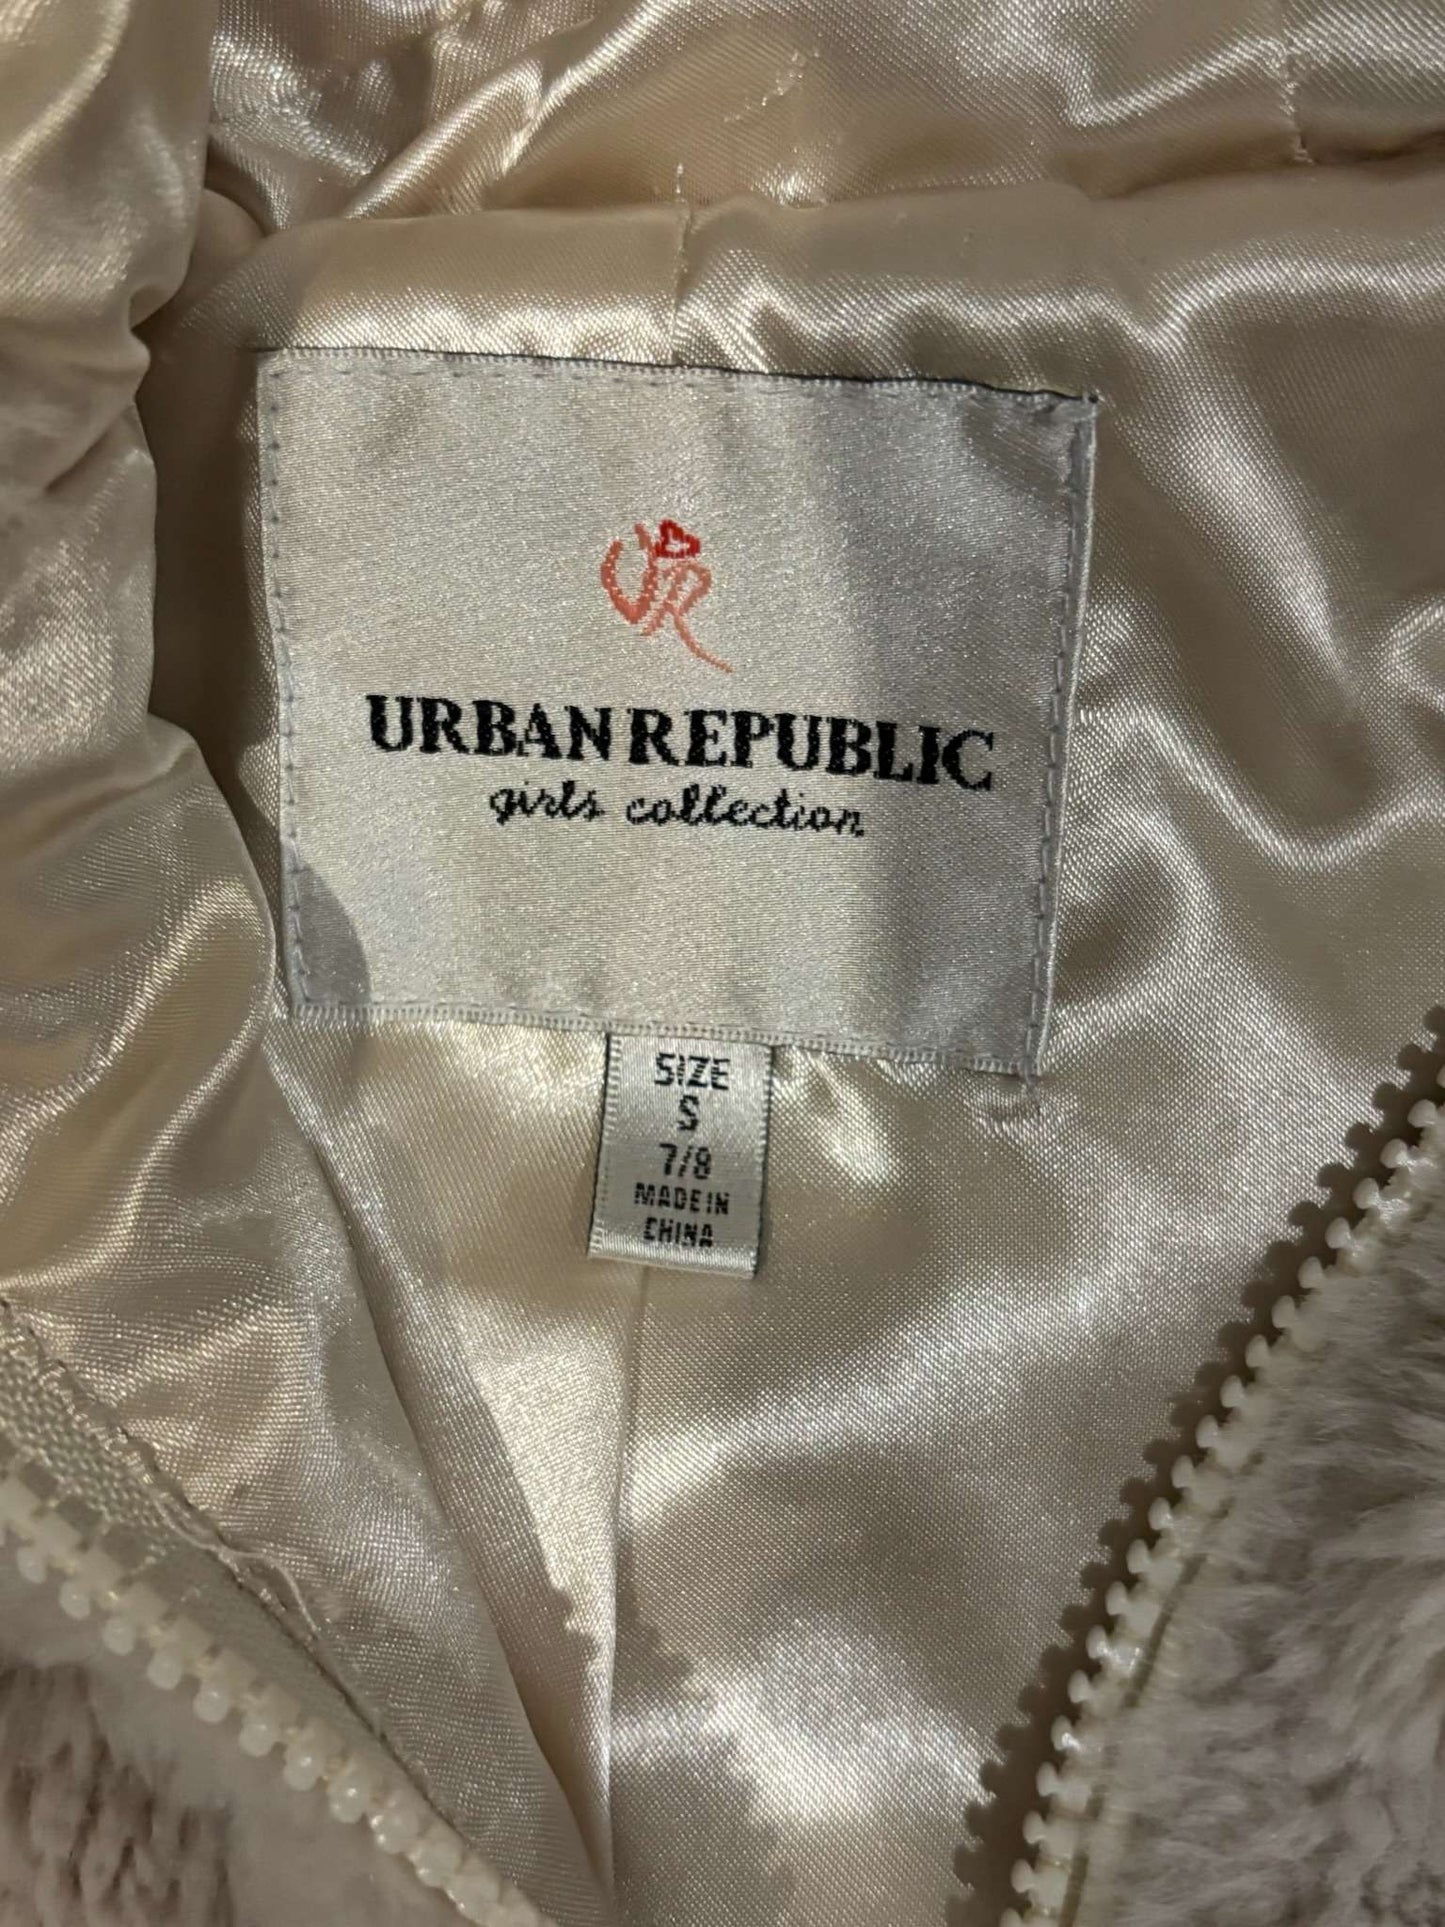 UR
URBAN REPUBLIC
girls collection
SIZE
S
7/8
MADE IN
CHINA